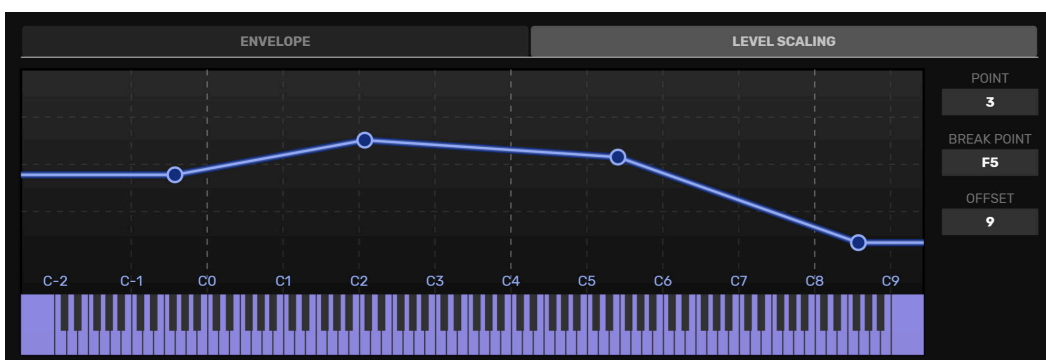 ENVELOPE LEVEL SCALING
POINT
3
BREAK POINT
F5
OFFSET
9
C-2 C-1 C0 C1 C2 C3 C4 C5 C6 C7 C8 C9